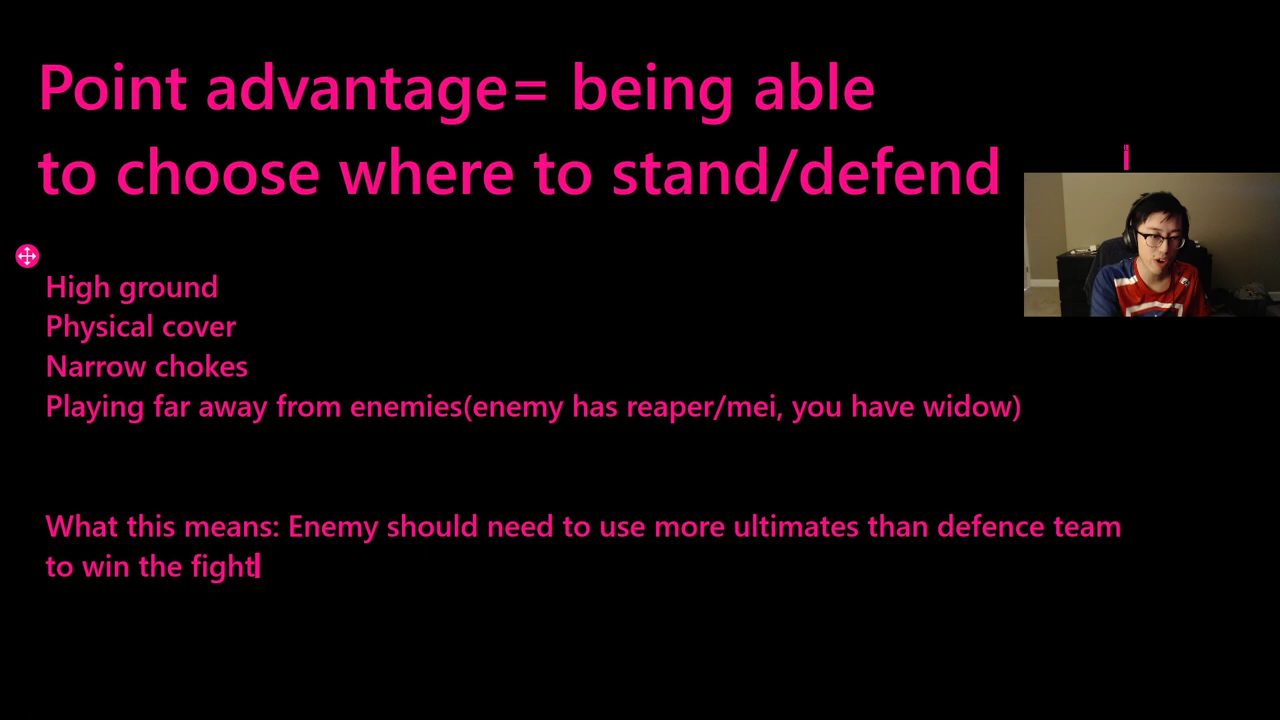 Point advantage= being able
to choose where to stand/defend
High ground
Physical cover
Narrow chokes
Playing far away from enemies(enemy has reaper/mei, you have widow)
What this means: Enemy should need to use more ultimates than defence team
to win the fight